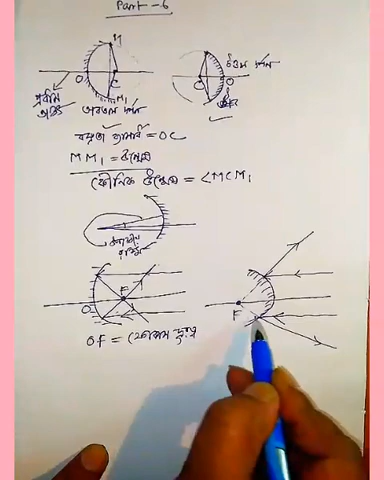 Part-6
M
O C M₁
প্রধান অক্ষ
অবতল দর্পণ
উত্তল দর্পণ
C O
বক্রতা ব্যাসার্ধ = OC
MM₁ = উন্মেষ
কৌণিক উন্মেষ = ∠MCM₁
রশ্মি
O F
F
OF = ফোকাস দূরত্ব